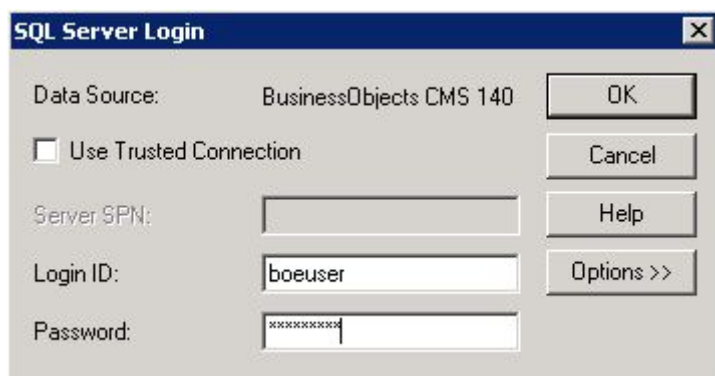 SQL Server Login
Data Source: BusinessObjects CMS 140 OK
Use Trusted Connection Cancel
Server SPN: Help
Login ID: boeuser Options >>
Password: *********